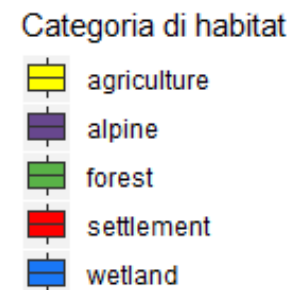 Categoria di habitat
agriculture
alpine
forest
settlement
wetland